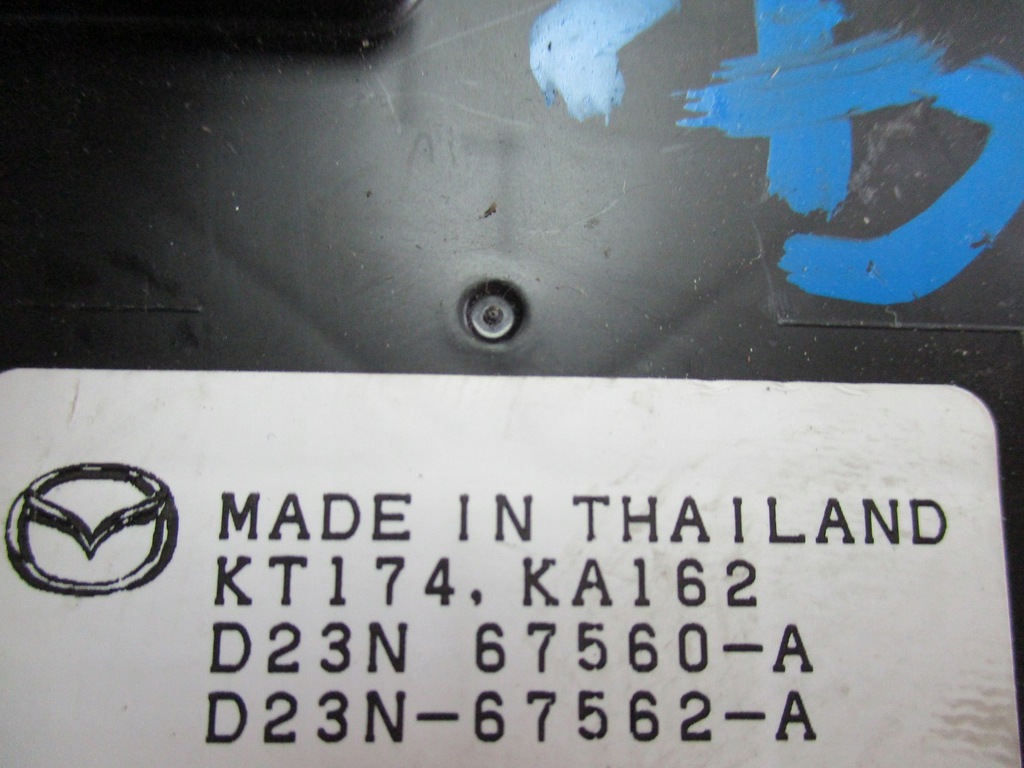 MADE IN THAILAND
KT174, KA162
D23N 67560-A
D23N-67562-A